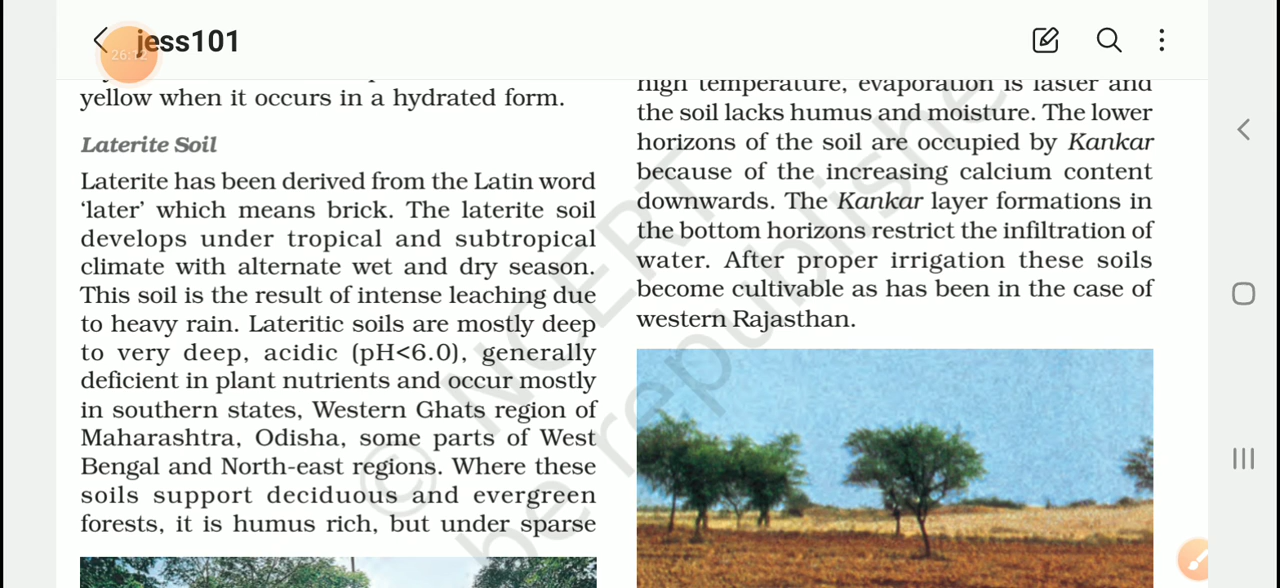 jess101
26:12
yellow when it occurs in a hydrated form.
Laterite Soil
Laterite has been derived from the Latin word
‘later’ which means brick. The laterite soil
develops under tropical and subtropical
climate with alternate wet and dry season.
This soil is the result of intense leaching due
to heavy rain. Lateritic soils are mostly deep
to very deep, acidic (pH<6.0), generally
deficient in plant nutrients and occur mostly
in southern states, Western Ghats region of
Maharashtra, Odisha, some parts of West
Bengal and North-east regions. Where these
soils support deciduous and evergreen
forests, it is humus rich, but under sparse
high temperature, evaporation is faster and
the soil lacks humus and moisture. The lower
horizons of the soil are occupied by Kankar
because of the increasing calcium content
downwards. The Kankar layer formations in
the bottom horizons restrict the infiltration of
water. After proper irrigation these soils
become cultivable as has been in the case of
western Rajasthan.
© NCERT
be republishe